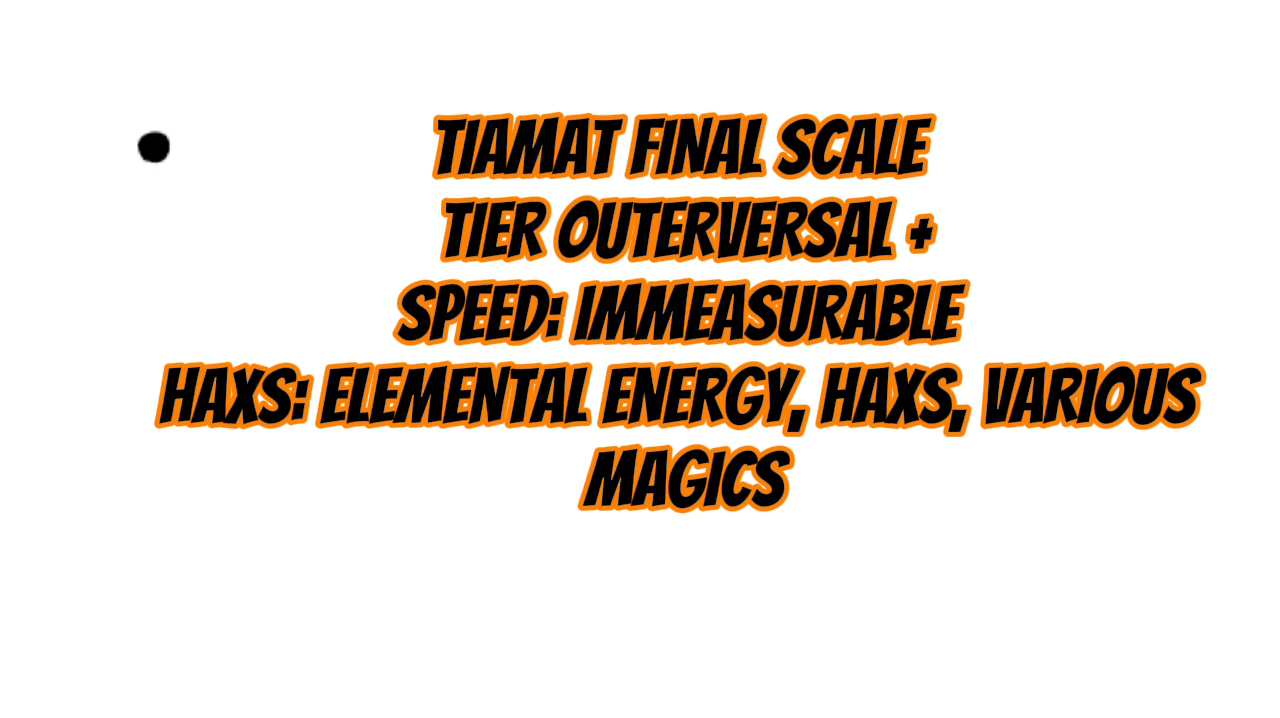 TIAMAT FINAL SCALE
TIER OUTERVERSAL +
SPEED: IMMEASURABLE
HAXS: ELEMENTAL ENERGY, HAXS, VARIOUS
MAGICS